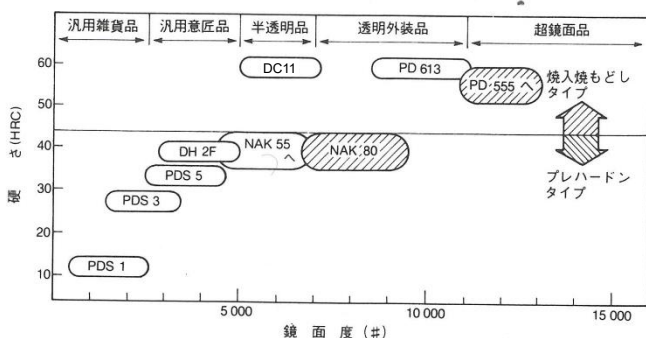 汎用雑貨品 汎用意匠品 半透明品 透明外装品 超鏡面品
60
DC11
PD 613
PD 555 へ
焼入焼もどし
タイプ
50
硬さ(HRC)
40
DH 2F
NAK 55
へ
NAK 80
PDS 5
プレハードン
タイプ
30
PDS 3
20
10
PDS 1
5 000
10 000
15 000
鏡面度(#)